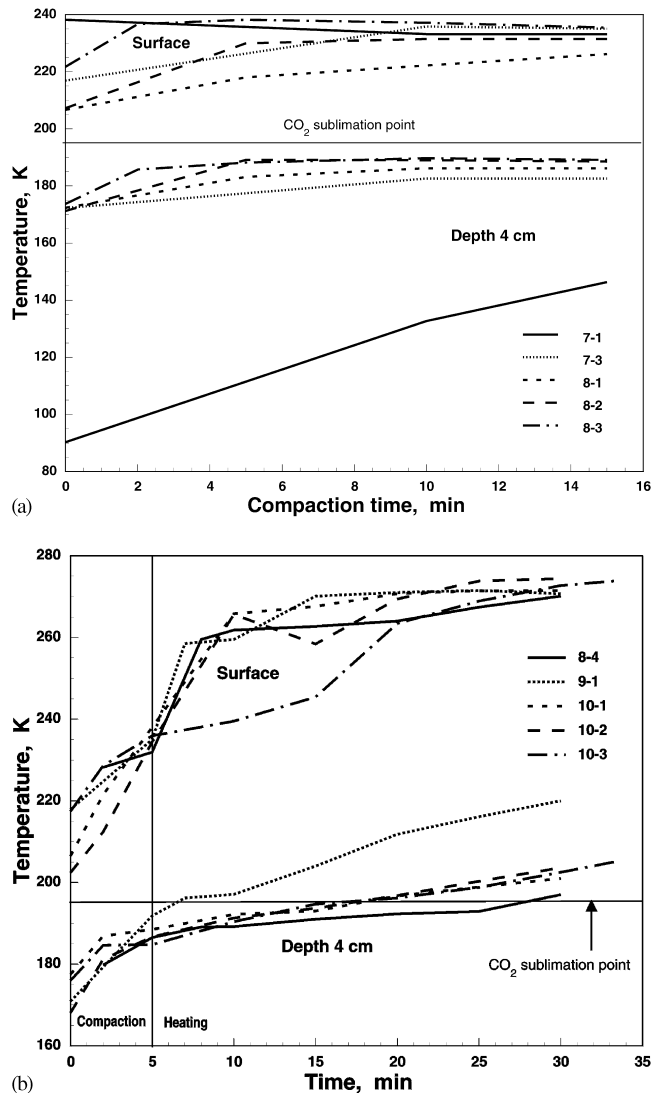 240
Surface
220
200
CO2 sublimation point
180
160
Depth 4 cm
140
120
100
80
Temperature, K
7-1
7-3
8-1
8-2
8-3
0 2 4 6 8 10 12 14 16
Compaction time, min
(a)
280
260
Surface
240
220
200
180
160
Temperature, K
8-4
9-1
10-1
10-2
10-3
Depth 4 cm
CO2 sublimation point
Compaction Heating
0 5 10 15 20 25 30 35
Time, min
(b)